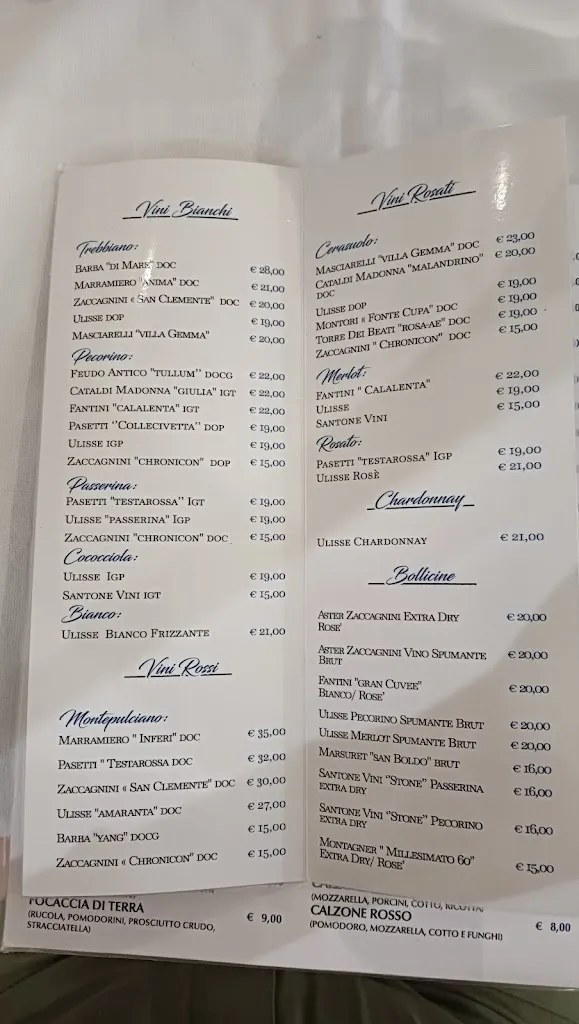 Vini Bianchi
Trebbiano:
BARBA "DI MARE" DOC € 28,00
MARRAMIERO "ANIMA" DOC € 21,00
ZACCAGNINI « SAN CLEMENTE" DOC € 20,00
ULISSE DOP € 19,00
MASCIARELLI "VILLA GEMMA" € 20,00
Pecorino:
FEUDO ANTICO "TULLUM" DOCG € 22,00
CATALDI MADONNA "GIULIA" IGT € 22,00
FANTINI "CALALENTA" IGT € 22,00
PASETTI ''COLLECIVETTA'' DOP € 19,00
ULISSE IGP € 19,00
ZACCAGNINI "CHRONICON" DOP € 15,00
Passerina:
PASETTI "TESTAROSSA'' IGT € 19,00
ULISSE "PASSERINA" IGP € 19,00
ZACCAGNINI "CHRONICON" DOC € 15,00
Cococciola:
ULISSE IGP € 19,00
SANTONE VINI IGT € 15,00
Bianco:
ULISSE BIANCO FRIZZANTE € 21,00
Vini Rossi
Montepulciano:
MARRAMIERO " INFERI" DOC € 35,00
PASETTI " TESTAROSSA DOC € 32,00
ZACCAGNINI « SAN CLEMENTE" DOC € 30,00
ULISSE "AMARANTA" DOC € 27,00
BARBA "YANG" DOCG € 15,00
ZACCAGNINI « CHRONICON" DOC € 15,00
Vini Rosati
Cerasuolo:
MASCIARELLI "VILLA GEMMA" DOC € 23,00
CATALDI MADONNA "MALANDRINO" € 20,00
DOC
ULISSE DOP € 19,00
MONTORI « FONTE CUPA" DOC € 19,00
TORRE DEI BEATI "ROSA-AE" DOC € 19,00
ZACCAGNINI " CHRONICON" DOC € 15,00
Merlot:
FANTINI " CALALENTA" € 22,00
ULISSE € 19,00
SANTONE VINI € 15,00
Rosato:
PASETTI "TESTAROSSA" IGP € 19,00
ULISSE ROSÈ € 21,00
Chardonnay
ULISSE CHARDONNAY € 21,00
Bollicine
ASTER ZACCAGNINI EXTRA DRY € 20,00
ROSE'
ASTER ZACCAGNINI VINO SPUMANTE € 20,00
BRUT
FANTINI "GRAN CUVEE" € 20,00
BIANCO/ ROSE'
ULISSE PECORINO SPUMANTE BRUT € 20,00
ULISSE MERLOT SPUMANTE BRUT € 20,00
MARSURET "SAN BOLDO" BRUT € 16,00
SANTONE VINI "STONE" PASSERINA € 16,00
EXTRA DRY
SANTONE VINI "STONE" PECORINO € 16,00
EXTRA DRY
MONTAGNER " MILLESIMATO 60" € 15,00
EXTRA DRY/ ROSE'
FOCACCIA DI TERRA € 9,00
(RUCOLA, POMODORINI, PROSCIUTTO CRUDO,
STRACCIATELLA)
(MOZZARELLA, PORCINI, COTTO, RICOTTA)
CALZONE ROSSO € 8,00
(POMODORO, MOZZARELLA, COTTO E FUNGHI)